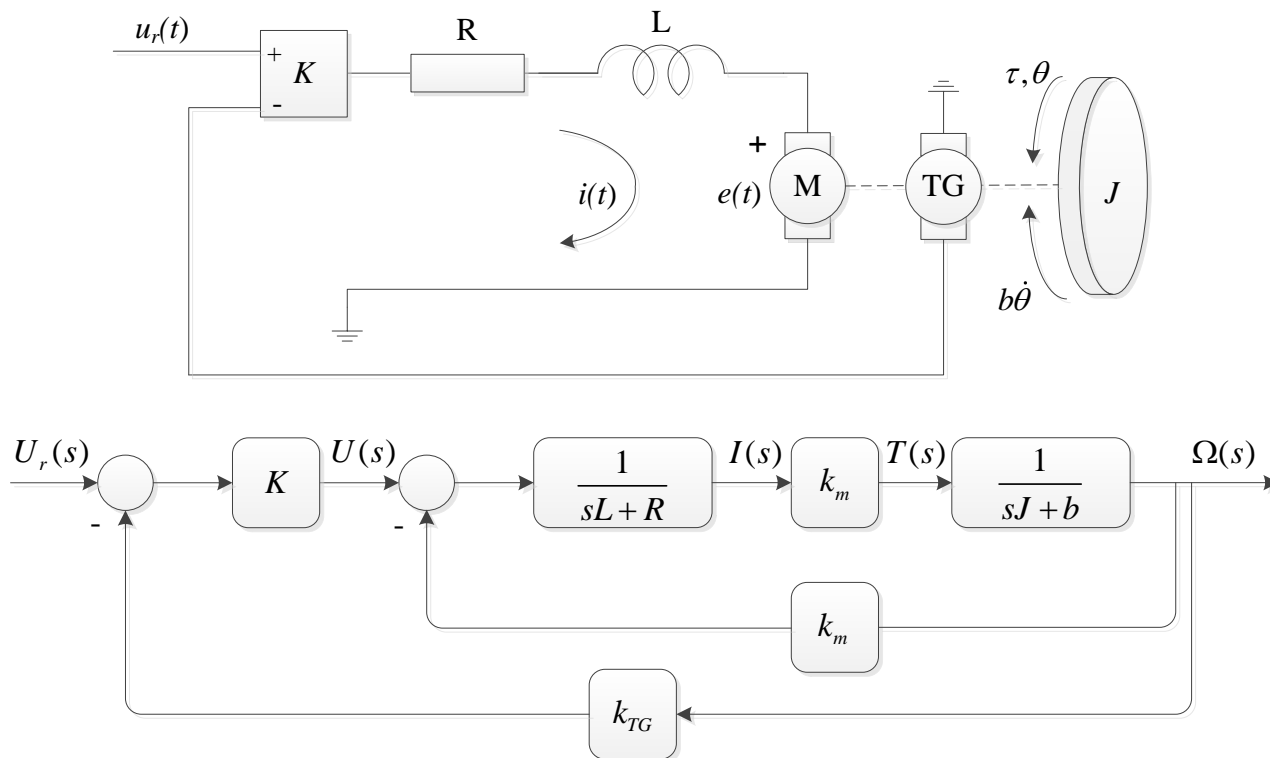 u_r(t)
+
-
K
R
L
i(t)
+
e(t)
M
TG
τ,θ
bθ̇
J
U_r(s)
-
K
U(s)
-
1
sL+R
I(s)
k_m
T(s)
1
sJ+b
Ω(s)
k_m
k_TG